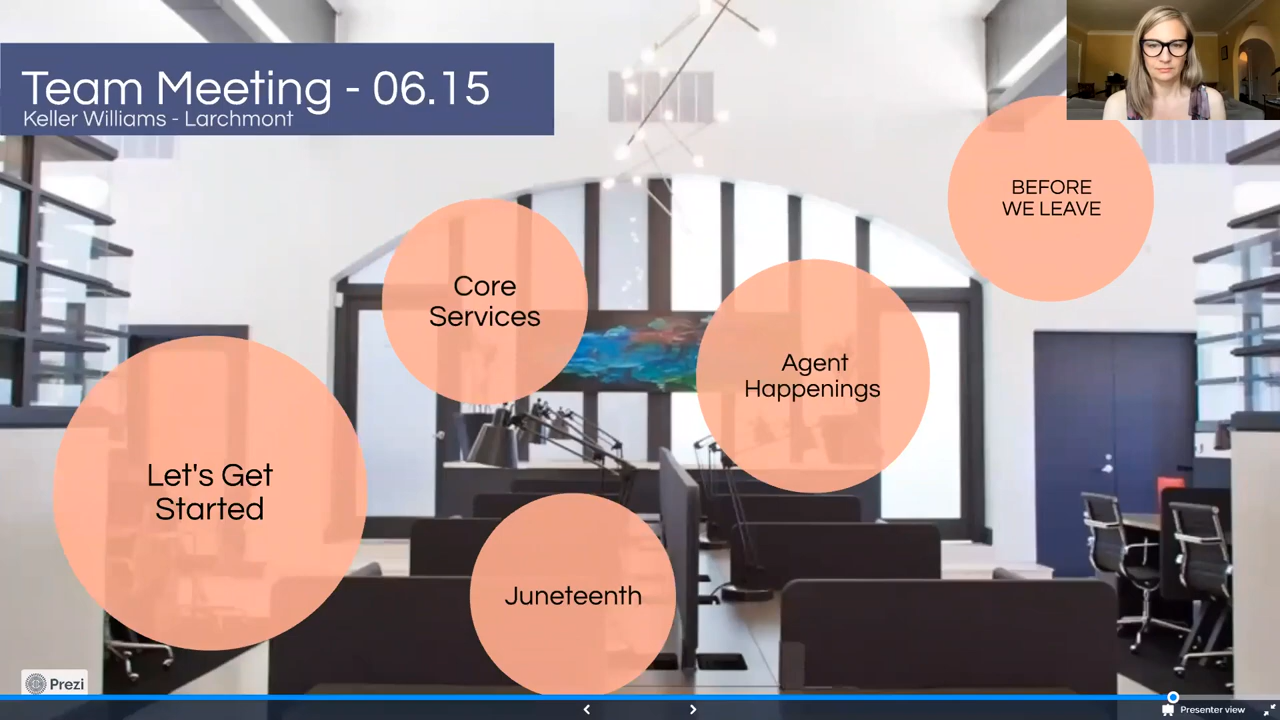 Team Meeting - 06.15
Keller Williams - Larchmont
BEFORE
WE LEAVE
Core
Services
Agent
Happenings
Let's Get
Started
Juneteenth
Prezi
Presenter view